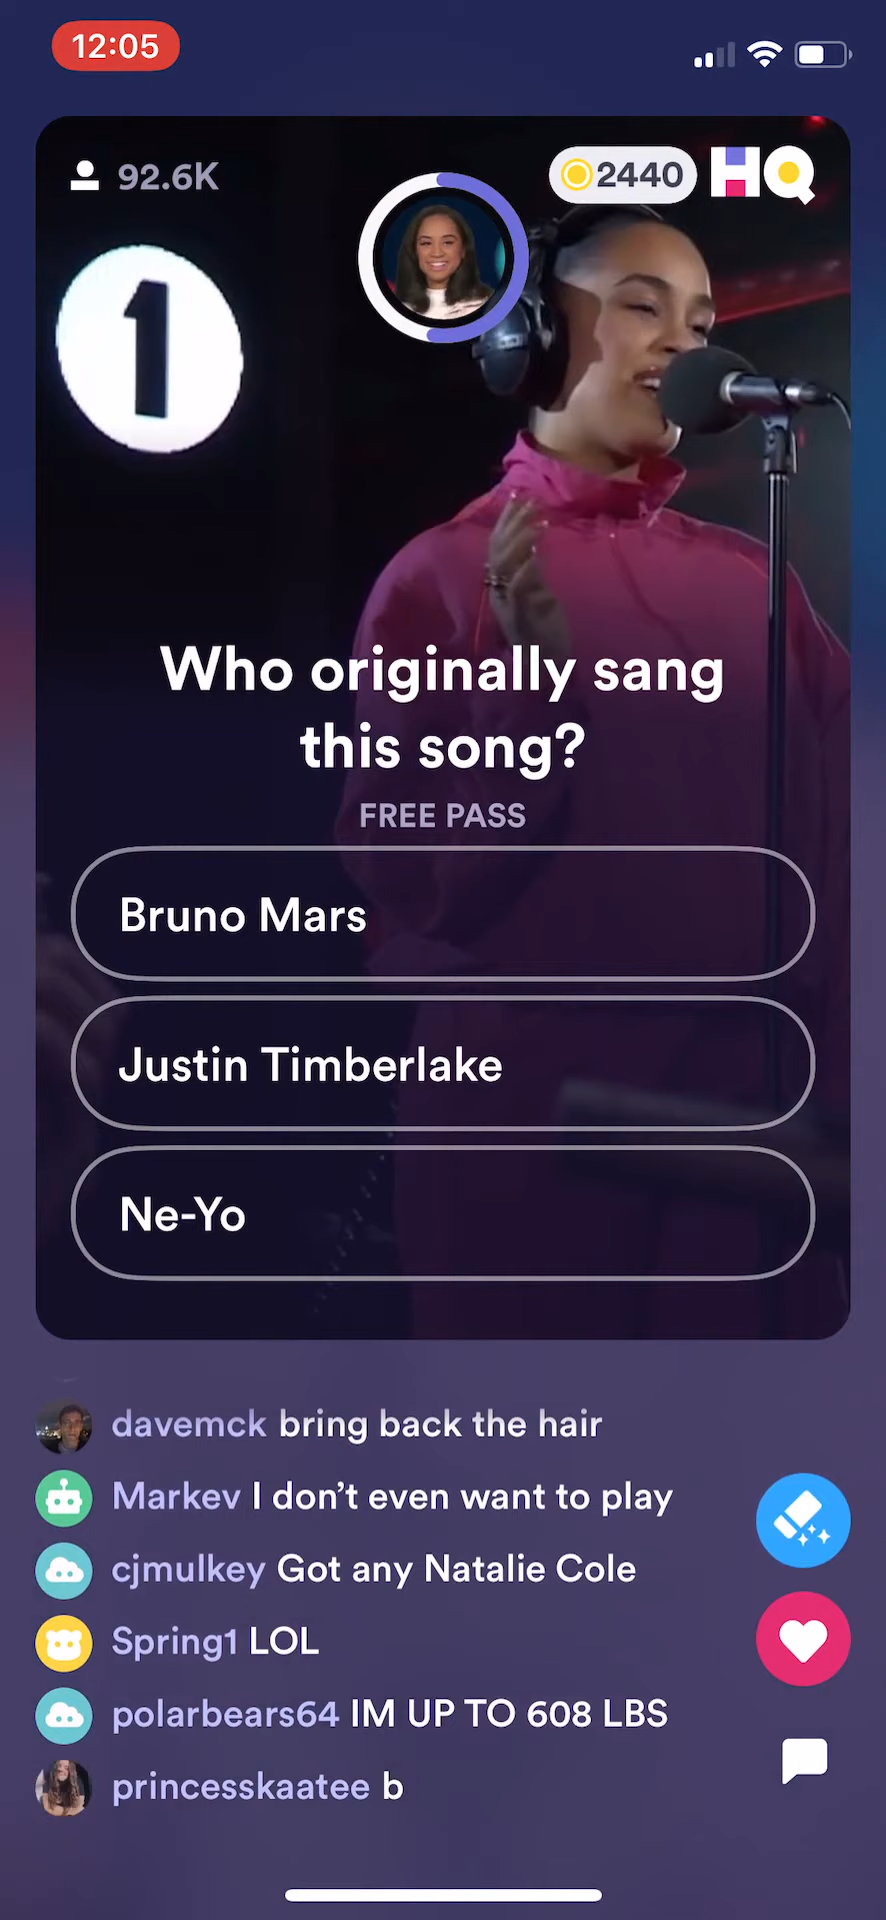 12:05
92.6K
2440 HQ
1
Who originally sang
this song?
FREE PASS
Bruno Mars
Justin Timberlake
Ne-Yo
davemck bring back the hair
Markev I don’t even want to play
cjmulkey Got any Natalie Cole
Spring1 LOL
polarbears64 IM UP TO 608 LBS
princesskaatee b